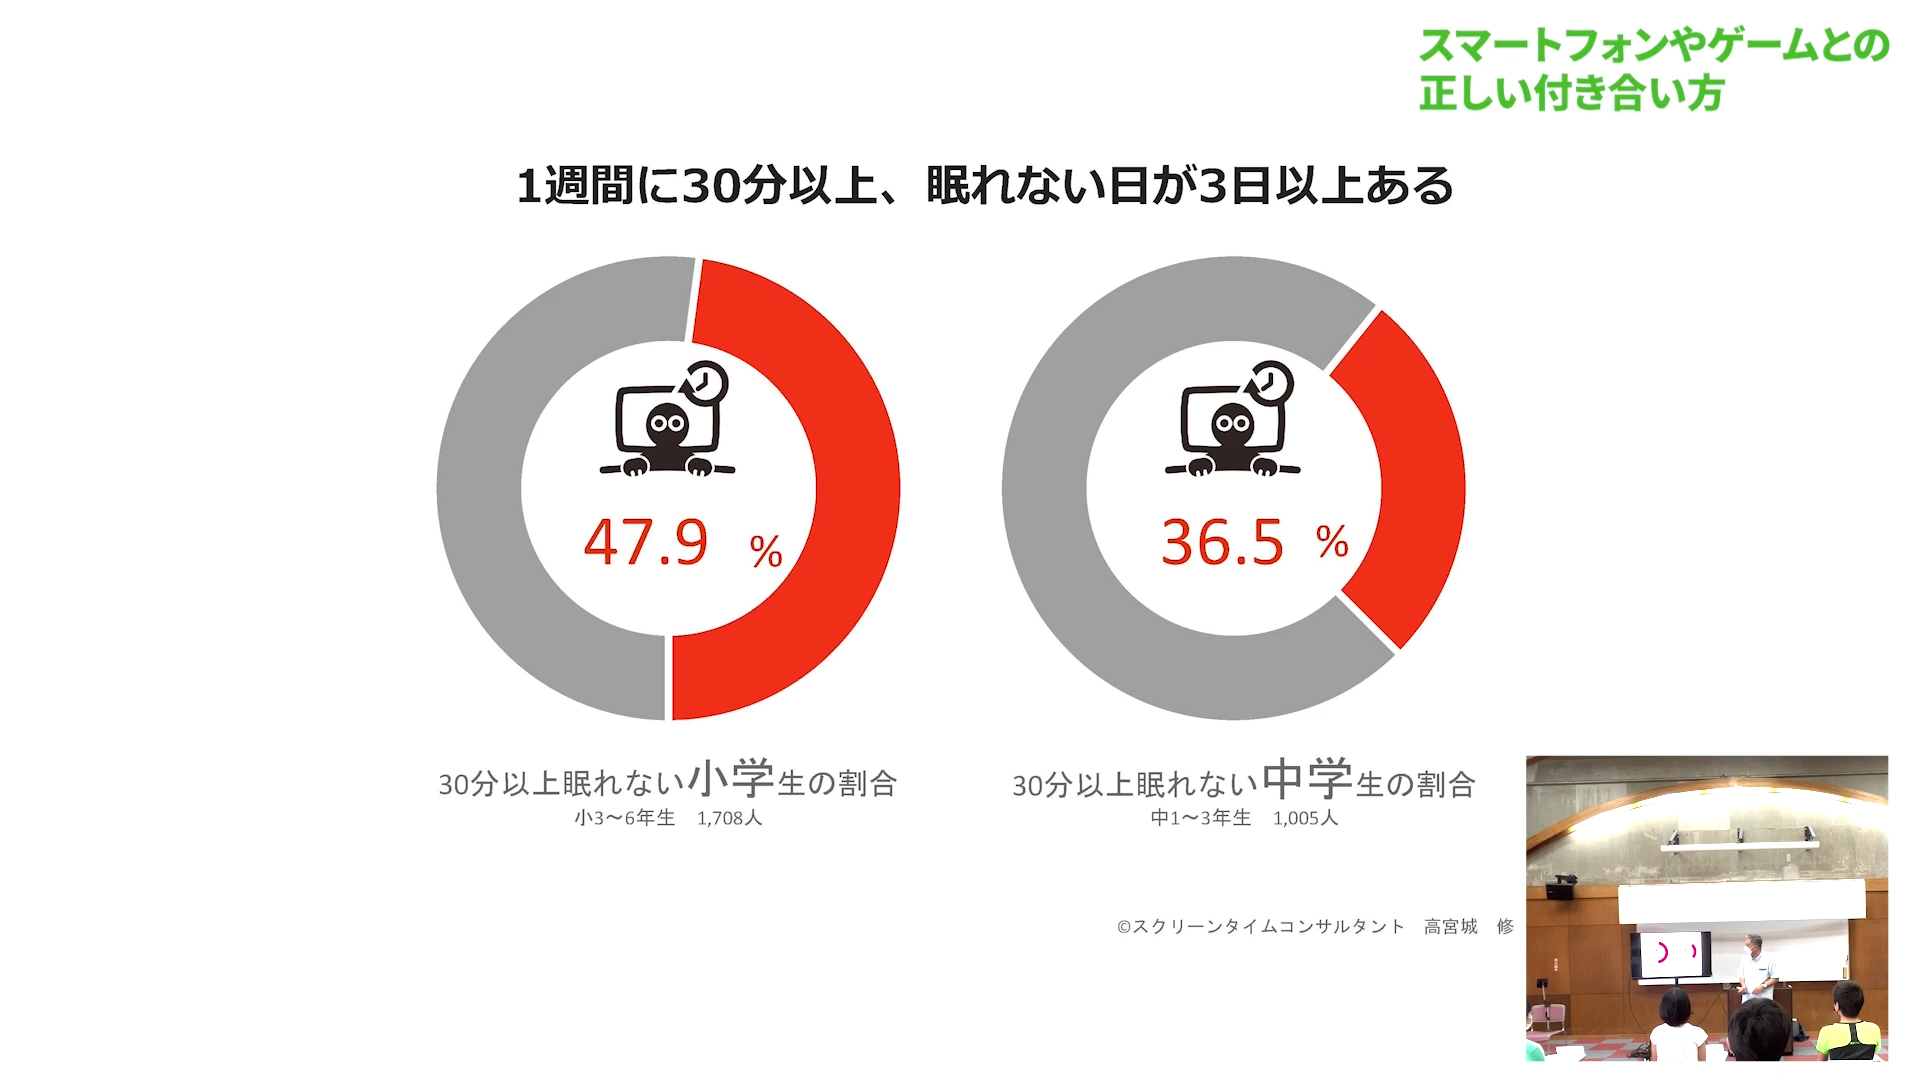 スマートフォンやゲームとの
正しい付き合い方
1週間に30分以上、眠れない日が3日以上ある
47.9 %
36.5 %
30分以上眠れない小学生の割合
小3～6年生　1,708人
30分以上眠れない中学生の割合
中1～3年生　1,005人
©スクリーンタイムコンサルタント　高宮城　修